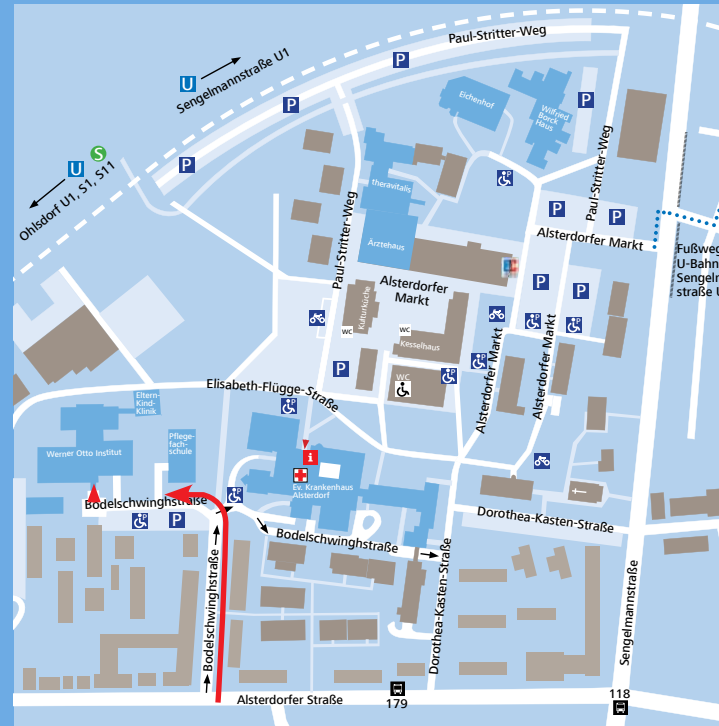 Paul-Stritter-Weg
P
U
Sengelmannstraße U1
P
Eichenhof
Wilfried
Borck
Haus
P
P
S
U
Ohlsdorf U1, S1, S11
P
P
theravitalis
Paul-Stritter-Weg
Paul-Stritter-Weg
P
P
P
Alsterdorfer Markt
Ärztehaus
Fußweg
U-Bahn
Sengelm
straße U
Alsterdorfer
Markt
P
P
Kulturküche
WC
WC
Kesselhaus
P
P
P
P
WC
P
Alsterdorfer Markt
Alsterdorfer Markt
Elisabeth-Flügge-Straße
P
Eltern-
Kind-
Klinik
Pflege-
fach-
schule
Werner Otto Institut
i
Ev. Krankenhaus
Alsterdorf
P
Bodelschwinghstraße
P
P
Bodelschwinghstraße
Dorothea-Kasten-Straße
Bodelschwinghstraße
Dorothea-Kasten-Straße
Sengelmannstraße
Alsterdorfer Straße
179
118